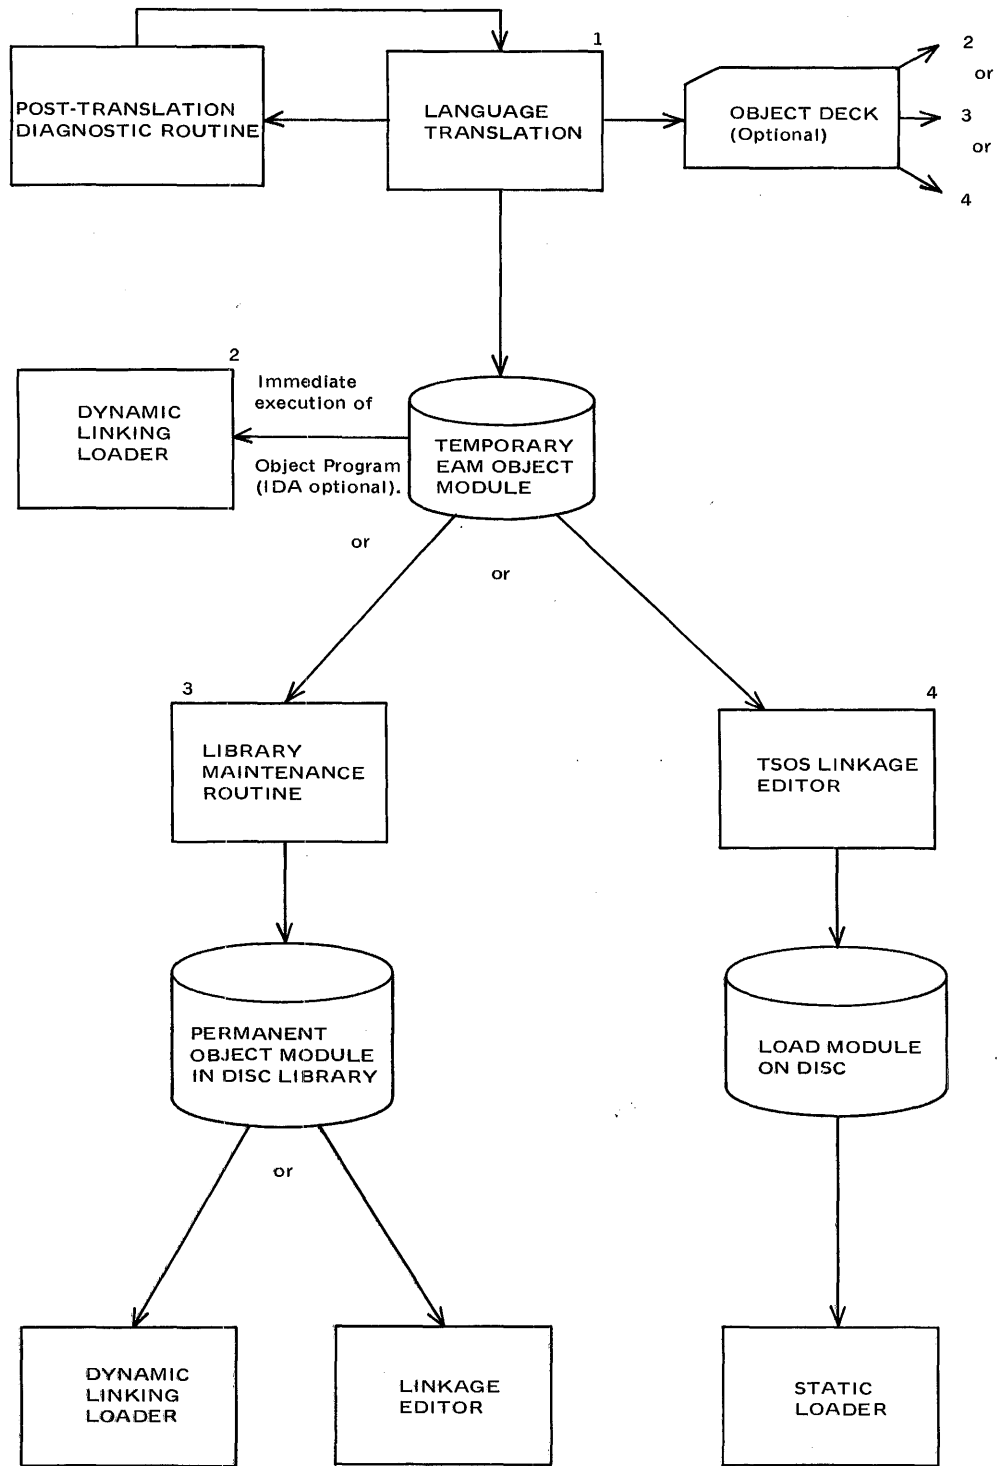 1
POST-TRANSLATION
DIAGNOSTIC ROUTINE
LANGUAGE
TRANSLATION
OBJECT DECK
(Optional)
2
or
3
or
4
2
DYNAMIC
LINKING
LOADER
Immediate
execution of
Object Program
(IDA optional).
TEMPORARY
EAM OBJECT
MODULE
or
or
3
LIBRARY
MAINTENANCE
ROUTINE
4
TSOS LINKAGE
EDITOR
PERMANENT
OBJECT MODULE
IN DISC LIBRARY
LOAD MODULE
ON DISC
or
DYNAMIC
LINKING
LOADER
LINKAGE
EDITOR
STATIC
LOADER